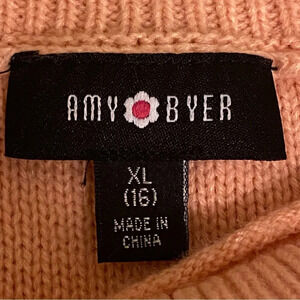 AMY BYER
XL
(16)
MADE IN
CHINA